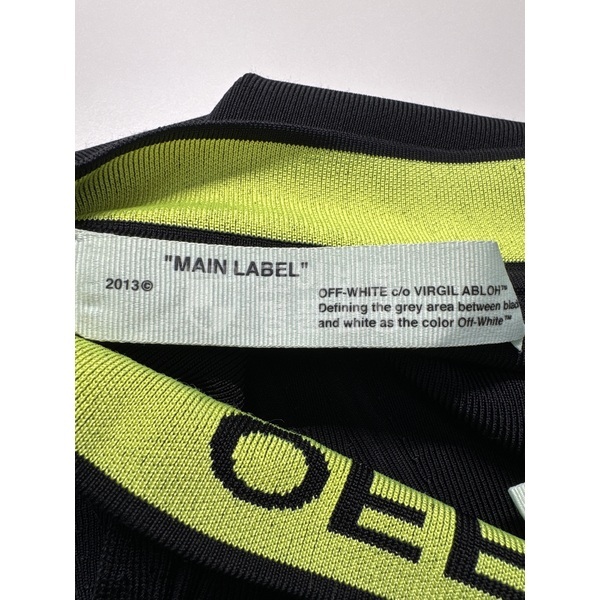 "MAIN LABEL"
2013©
OFF-WHITE c/o VIRGIL ABLOH™
Defining the grey area between black
and white as the color Off-White™
OFF